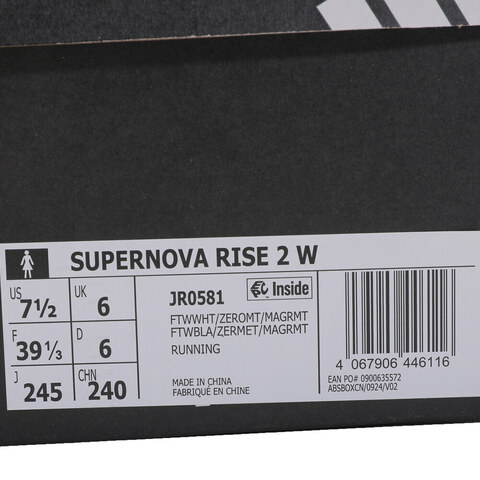 SUPERNOVA RISE 2 W
US 7½ UK 6
F 39⅓ D 6
J 245 CHN 240
JR0581 Inside
FTWWHT/ZEROMT/MAGRMT
FTWBLA/ZERMET/MAGRMT
RUNNING
MADE IN CHINA
FABRIQUÉ EN CHINE
4 067906 446116
EAN PO# 0900635572
ABSBOXCN/0924/V02